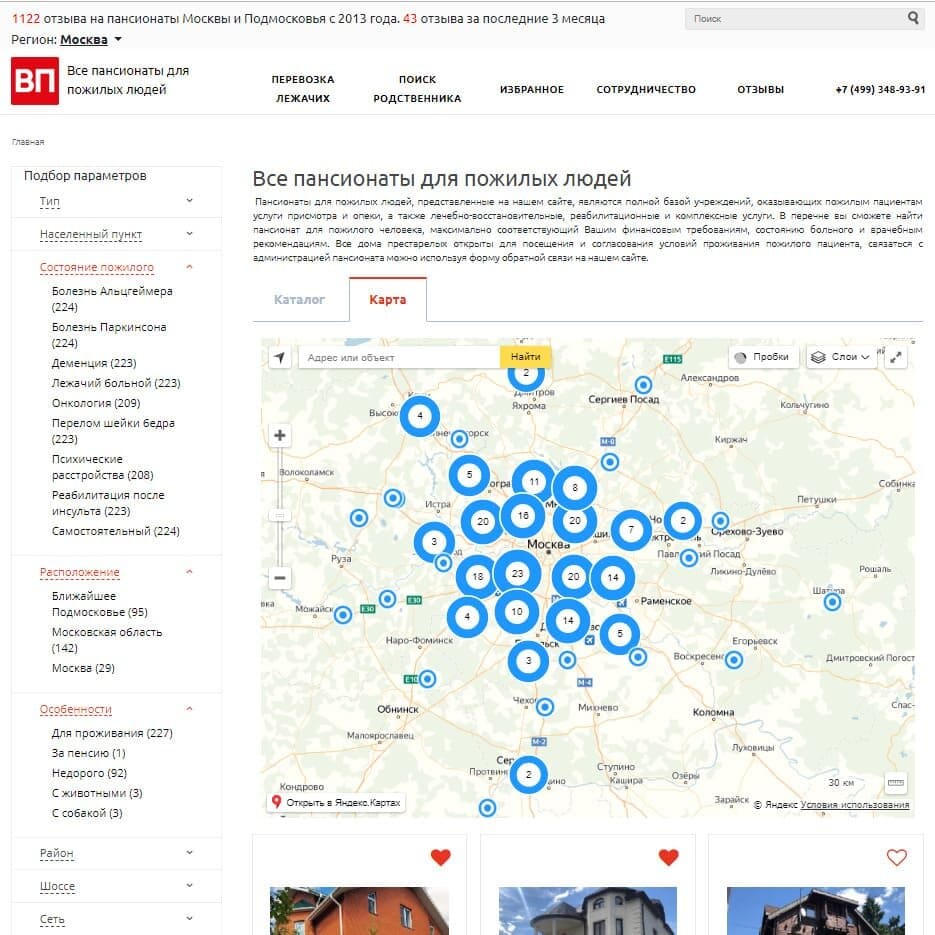 1122 отзыва на пансионаты Москвы и Подмосковья с 2013 года. 43 отзыва за последние 3 месяца
Поиск
Регион: Москва
ВП
Все пансионаты для
пожилых людей
ПЕРЕВОЗКА
ЛЕЖАЧИХ
ПОИСК
РОДСТВЕННИКА
ИЗБРАННОЕ
СОТРУДНИЧЕСТВО
ОТЗЫВЫ
+7 (499) 348-93-91
Главная
Подбор параметров
Тип
Населенный пункт
Состояние пожилого
Болезнь Альцгеймера
(224)
Болезнь Паркинсона
(224)
Деменция (223)
Лежачий больной (223)
Онкология (209)
Перелом шейки бедра
(223)
Психические
расстройства (208)
Реабилитация после
инсульта (223)
Самостоятельный (224)
Расположение
Ближайшее
Подмосковье (95)
Московская область
(142)
Москва (29)
Особенности
Для проживания (227)
За пенсию (1)
Недорого (92)
С животными (3)
С собакой (3)
Район
Шоссе
Сеть
Все пансионаты для пожилых людей
Пансионаты для пожилых людей, представленные на нашем сайте, являются полной базой учреждений, оказывающих пожилым пациентам
услуги присмотра и опеки, а также лечебно-восстановительные, реабилитационные и комплексные услуги. В перечне вы сможете найти
пансионат для пожилого человека, максимально соответствующий Вашим финансовым требованиям, состоянию больного и врачебным
рекомендациям. Все дома престарелых открыты для посещения и согласования условий проживания пожилого пациента, связаться с
администрацией пансионата можно используя форму обратной связи на нашем сайте.
Каталог
Карта
Адрес или объект
Найти
Пробки
Слои
E115
2
Дмитров
Яхрома
Сергиев Посад
Александров
Кольчугино
4
М-8
Киржач
Волоколамск
5
11
8
Собинка
Петушки
Истра
20
16
20
7
2
Орехово-Зуево
3
Москва
Руза
Ликино-Дулёво
18
23
20
14
Рошаль
Шатура
E30
E30
Можайск
Раменское
4
10
14
5
Наро-Фоминск
Егорьевск
3
Воскресенск
Дмитровский Погост
E10
М-4
Обнинск
Михнево
Коломна
Малоярославец
М-2
Луховицы
2
Ступино
Кашира
Озёры
Кондрово
30 км
Зарайск
Открыть в Яндекс.Картах
© Яндекс Условия использования